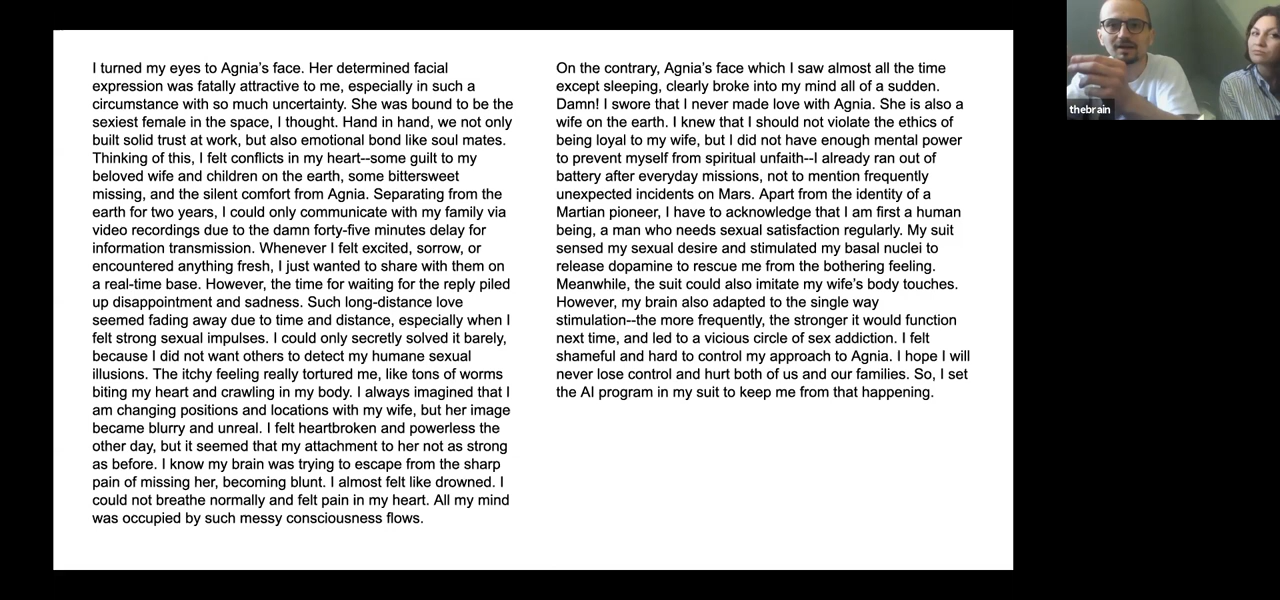 I turned my eyes to Agnia's face. Her determined facial
expression was fatally attractive to me, especially in such a
circumstance with so much uncertainty. She was bound to be the
sexiest female in the space, I thought. Hand in hand, we not only
built solid trust at work, but also emotional bond like soul mates.
Thinking of this, I felt conflicts in my heart--some guilt to my
beloved wife and children on the earth, some bittersweet
missing, and the silent comfort from Agnia. Separating from the
earth for two years, I could only communicate with my family via
video recordings due to the damn forty-five minutes delay for
information transmission. Whenever I felt excited, sorrow, or
encountered anything fresh, I just wanted to share with them on
a real-time base. However, the time for waiting for the reply piled
up disappointment and sadness. Such long-distance love
seemed fading away due to time and distance, especially when I
felt strong sexual impulses. I could only secretly solved it barely,
because I did not want others to detect my humane sexual
illusions. The itchy feeling really tortured me, like tons of worms
biting my heart and crawling in my body. I always imagined that I
am changing positions and locations with my wife, but her image
became blurry and unreal. I felt heartbroken and powerless the
other day, but it seemed that my attachment to her not as strong
as before. I know my brain was trying to escape from the sharp
pain of missing her, becoming blunt. I almost felt like drowned. I
could not breathe normally and felt pain in my heart. All my mind
was occupied by such messy consciousness flows.
On the contrary, Agnia's face which I saw almost all the time
except sleeping, clearly broke into my mind all of a sudden.
Damn! I swore that I never made love with Agnia. She is also a
wife on the earth. I knew that I should not violate the ethics of
being loyal to my wife, but I did not have enough mental power
to prevent myself from spiritual unfaith--I already ran out of
battery after everyday missions, not to mention frequently
unexpected incidents on Mars. Apart from the identity of a
Martian pioneer, I have to acknowledge that I am first a human
being, a man who needs sexual satisfaction regularly. My suit
sensed my sexual desire and stimulated my basal nuclei to
release dopamine to rescue me from the bothering feeling.
Meanwhile, the suit could also imitate my wife's body touches.
However, my brain also adapted to the single way
stimulation--the more frequently, the stronger it would function
next time, and led to a vicious circle of sex addiction. I felt
shameful and hard to control my approach to Agnia. I hope I will
never lose control and hurt both of us and our families. So, I set
the AI program in my suit to keep me from that happening.
thebrain